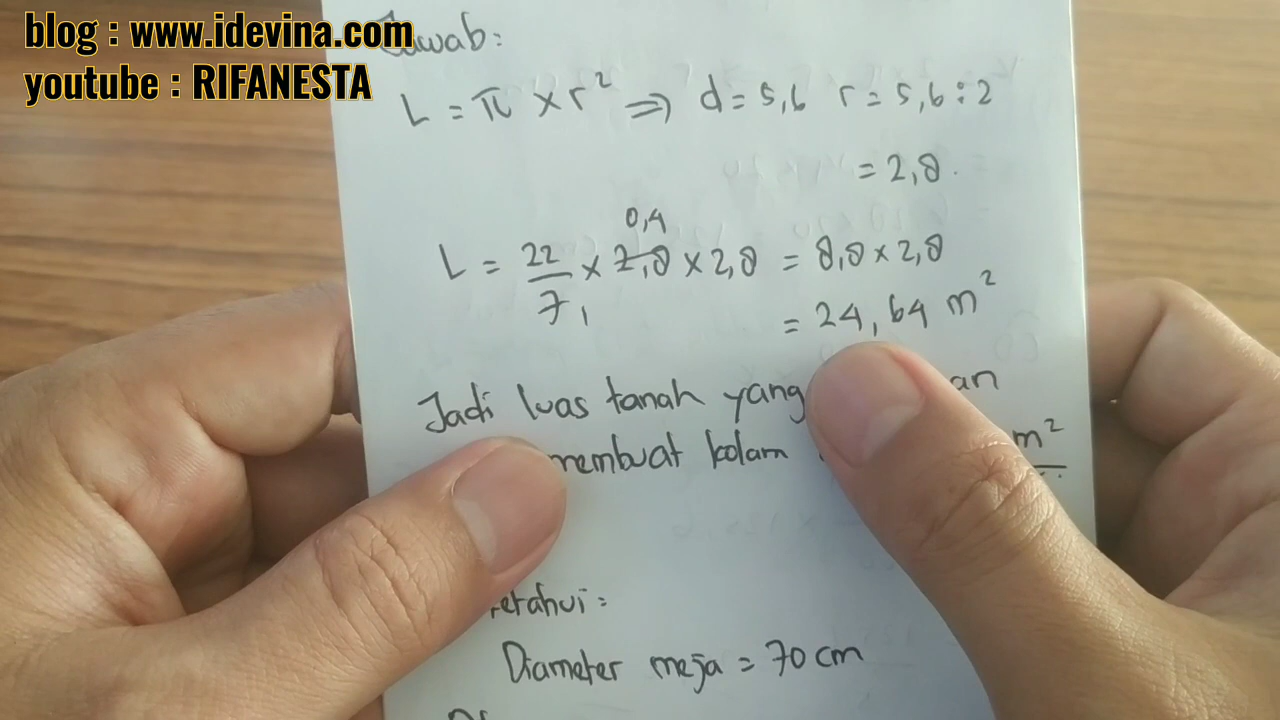 blog : www.idevina.com
youtube : RIFANESTA
Jawab:
L = π × r² => d = 5,6 r = 5,6 : 2
= 2,8.
0,4
L = 22/7 × 2,8 × 2,8 = 8,8 × 2,8
1
= 24,64 m²
Jadi luas tanah yang
membuat kolam m²
Diameter meja = 70 cm